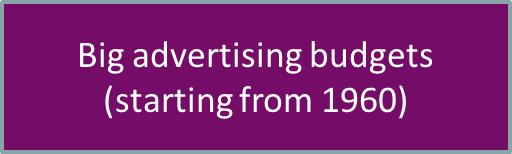 Big advertising budgets
(starting from 1960)